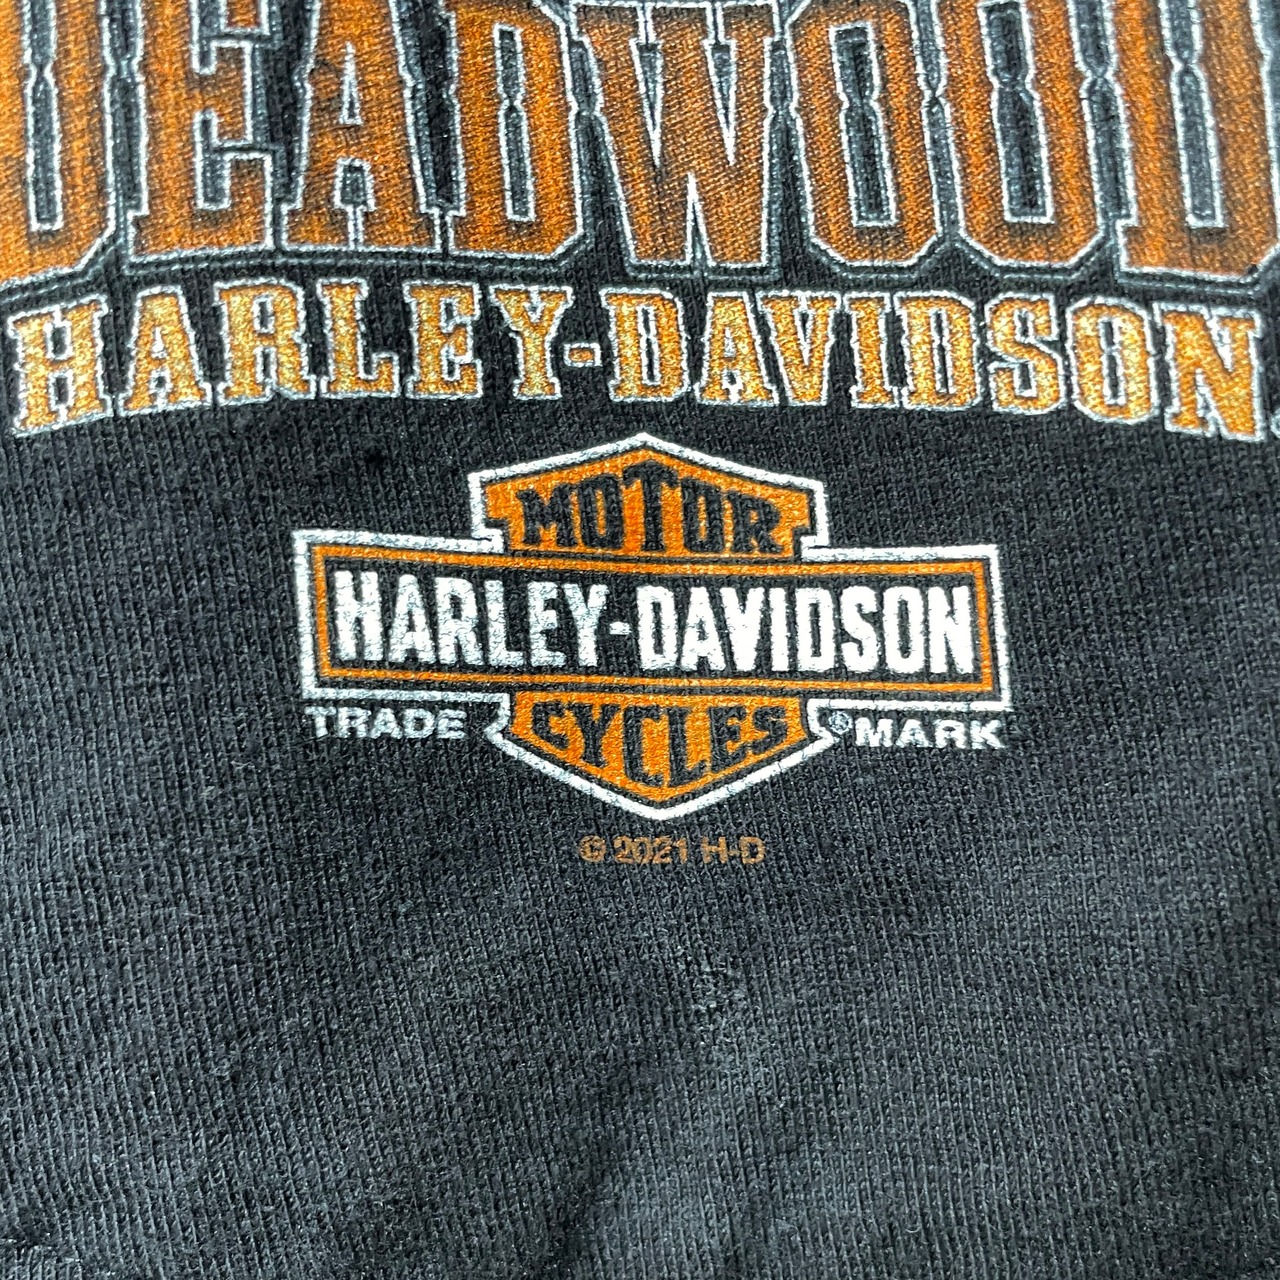 DEADWOOD
HARLEY-DAVIDSON
MOTOR
HARLEY-DAVIDSON
CYCLES
TRADE ® MARK
© 2021 H-D